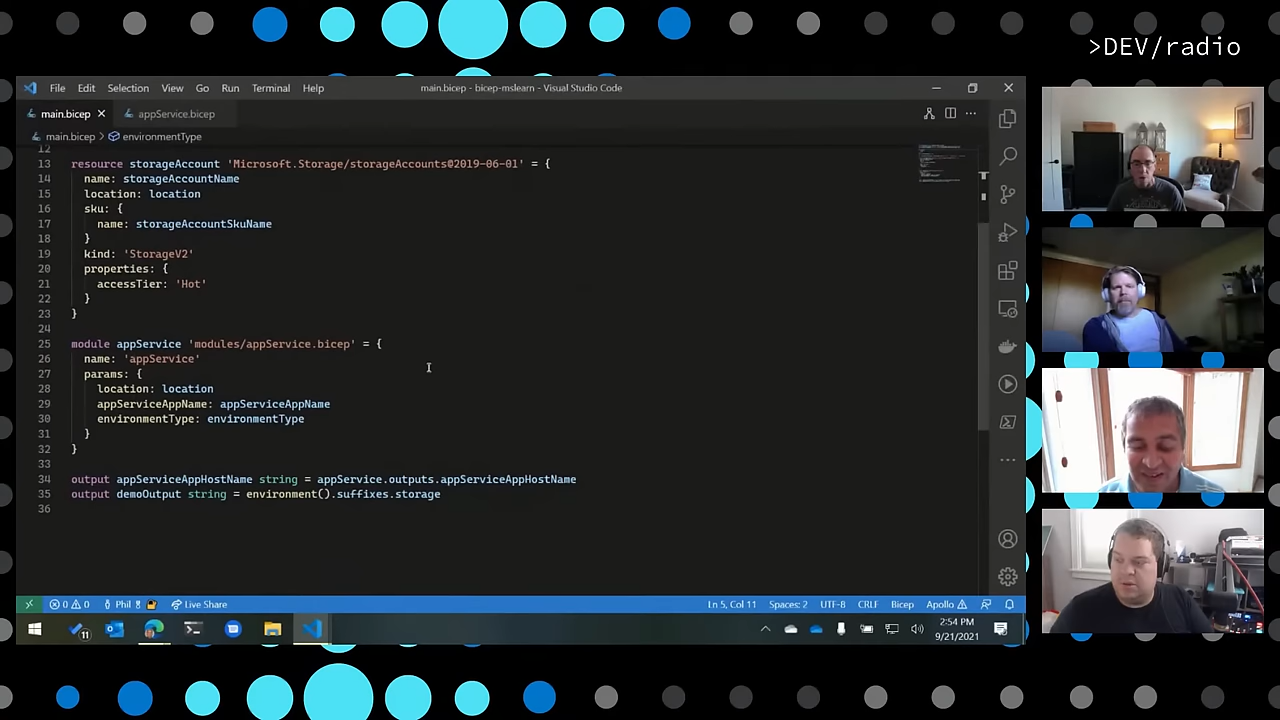 >DEV/radio
File Edit Selection View Go Run Terminal Help main.bicep - bicep-mslearn - Visual Studio Code
main.bicep appService.bicep
main.bicep > environmentType
12
13 resource storageAccount 'Microsoft.Storage/storageAccounts@2019-06-01' = {
14 name: storageAccountName
15 location: location
16 sku: {
17 name: storageAccountSkuName
18 }
19 kind: 'StorageV2'
20 properties: {
21 accessTier: 'Hot'
22 }
23 }
24
25 module appService 'modules/appService.bicep' = {
26 name: 'appService'
27 params: {
28 location: location
29 appServiceAppName: appServiceAppName
30 environmentType: environmentType
31 }
32 }
33
34 output appServiceAppHostName string = appService.outputs.appServiceAppHostName
35 output demoOutput string = environment().suffixes.storage
36
0 0 Phil Live Share Ln 5, Col 11 Spaces: 2 UTF-8 CRLF Bicep Apollo
11 2:54 PM
9/21/2021